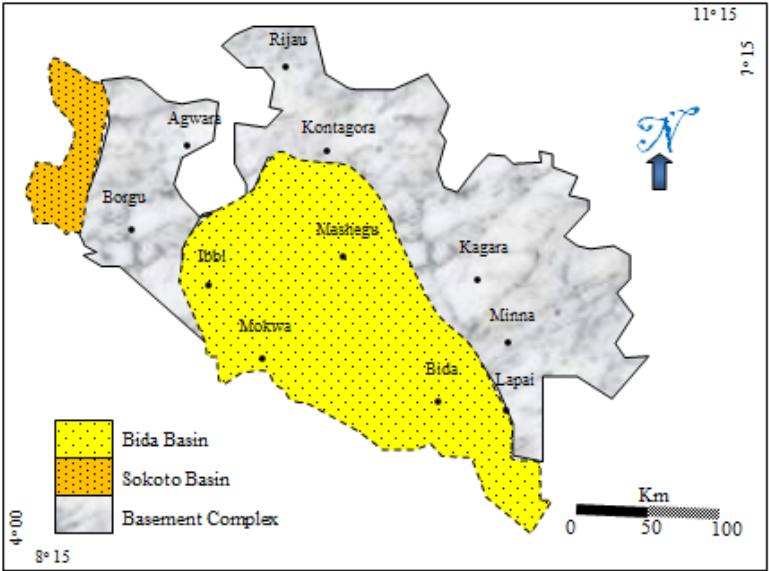 11° 15
7° 15
Rijau
Agwara
Kontagora
N
Borgu
Mashegu
Kagara
Ibbi
Minna
Mokwa
Bida.
Lapai
Bida Basin
Sokoto Basin
Basement Complex
Km
0 50 100
4° 00
8° 15